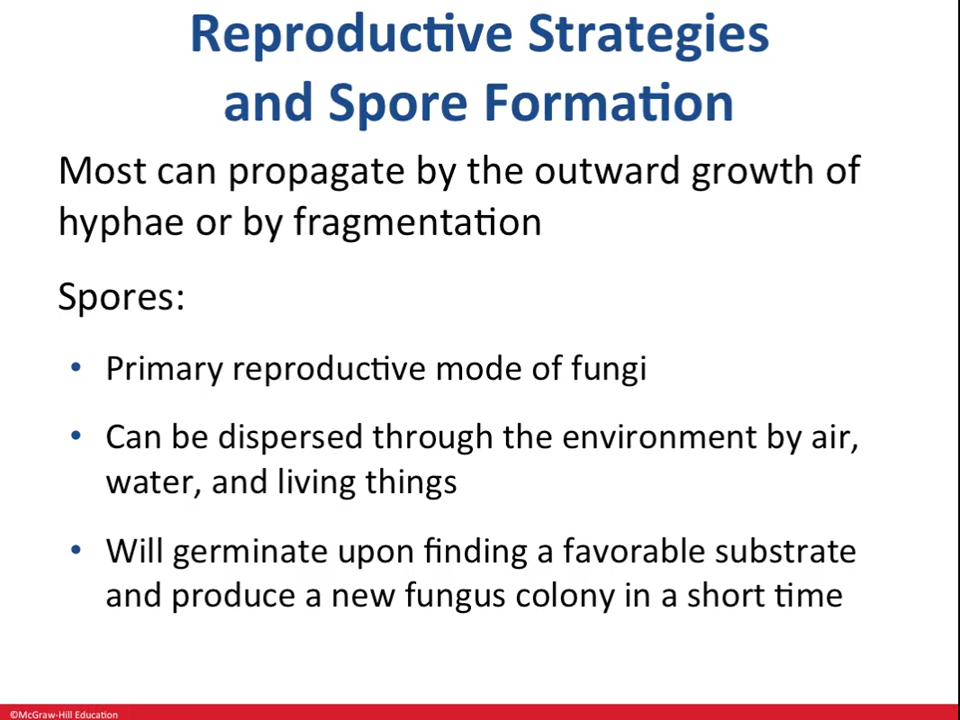 Reproductive Strategies
and Spore Formation
Most can propagate by the outward growth of
hyphae or by fragmentation
Spores:
• Primary reproductive mode of fungi
• Can be dispersed through the environment by air,
water, and living things
• Will germinate upon finding a favorable substrate
and produce a new fungus colony in a short time
©McGraw-Hill Education